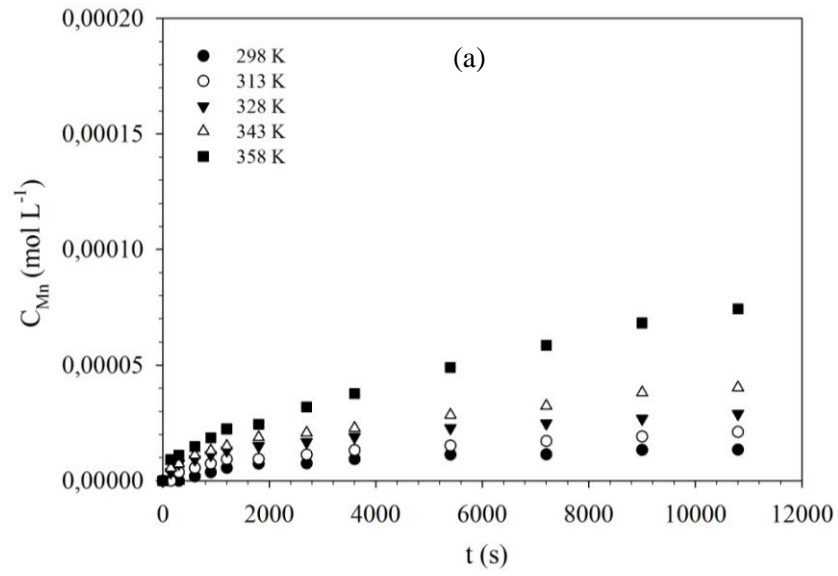 (a)
298 K
313 K
328 K
343 K
358 K
C_Mn (mol L^-1)
0,00020
0,00015
0,00010
0,00005
0,00000
0 2000 4000 6000 8000 10000 12000
t (s)